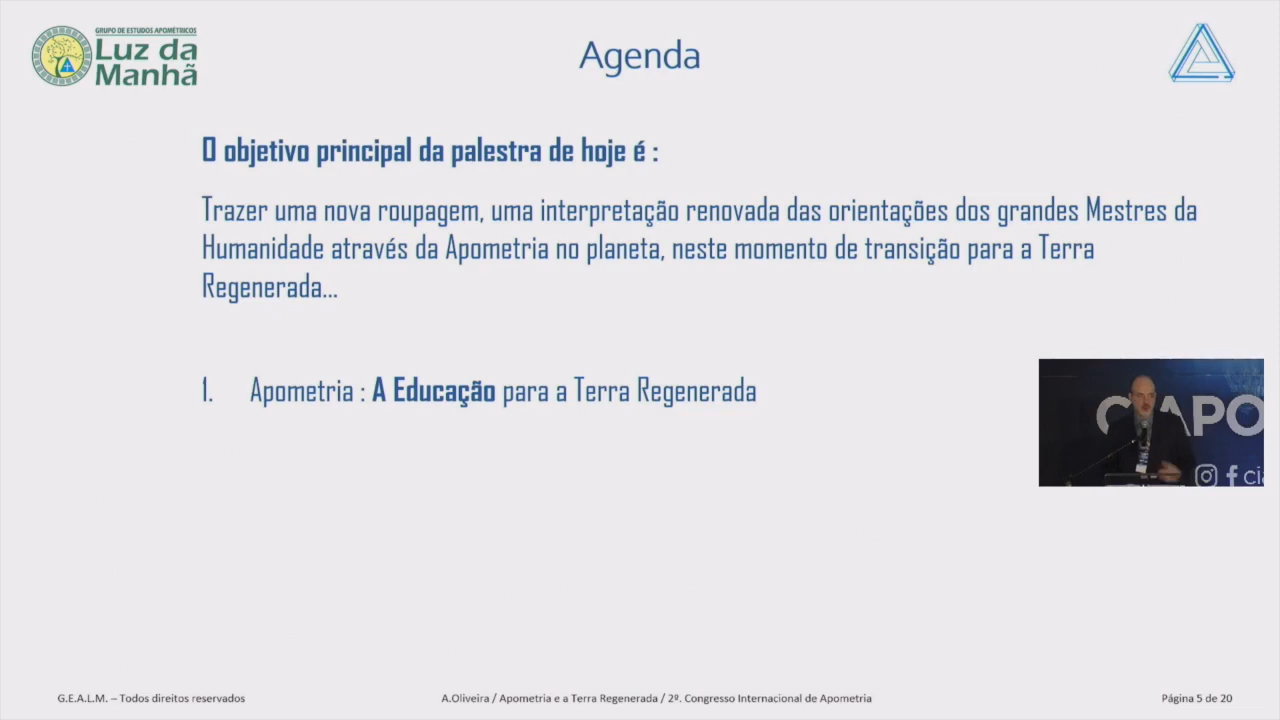 GRUPO DE ESTUDOS APOMÉTRICOS
Luz da
Manhã
Agenda
O objetivo principal da palestra de hoje é :
Trazer uma nova roupagem, uma interpretação renovada das orientações dos grandes Mestres da
Humanidade através da Apometria no planeta, neste momento de transição para a Terra
Regenerada...
1. Apometria : A Educação para a Terra Regenerada
G.E.A.L.M. – Todos direitos reservados
A.Oliveira / Apometria e a Terra Regenerada / 2º. Congresso Internacional de Apometria
Página 5 de 20